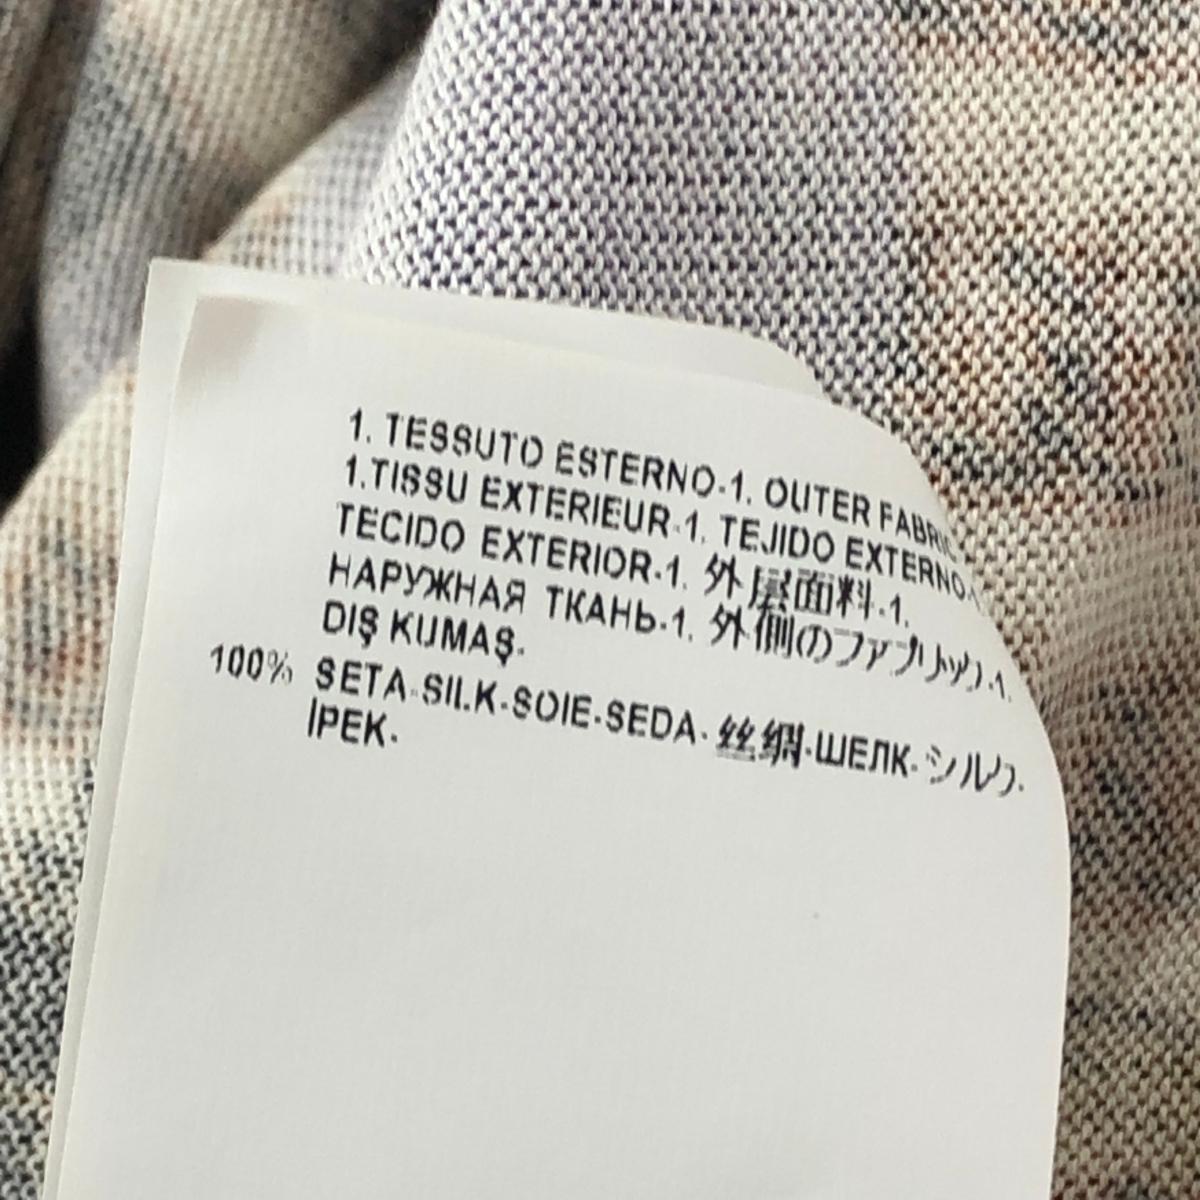 1. TESSUTO ESTERNO-1. OUTER FABRIC
1.TISSU EXTERIEUR-1. TEJIDO EXTERNO-1
TECIDO EXTERIOR-1. 外层面料-1.
НАРУЖНАЯ ТКАНЬ-1. 外側のファブリック-1.
DIŞ KUMAŞ-
100% SETA-SILK-SOIE-SEDA-丝绸-ШЕЛК-シルク-
İPEK-